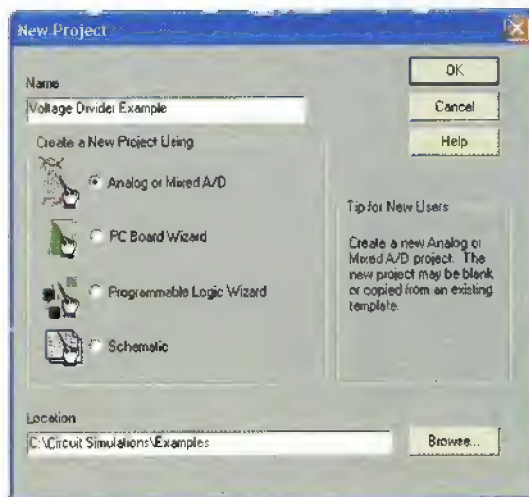 New Project
OK
Name
Voltage Divider Example
Cancel
Help
Create a New Project Using
Analog or Mixed A/D
PC Board Wizard
Programmable Logic Wizard
Schematic
Tip for New Users
Create a new Analog or
Mixed A/D project. The
new project may be blank
or copied from an existing
template.
Location
C:\Circuit Simulations\Examples
Browse...